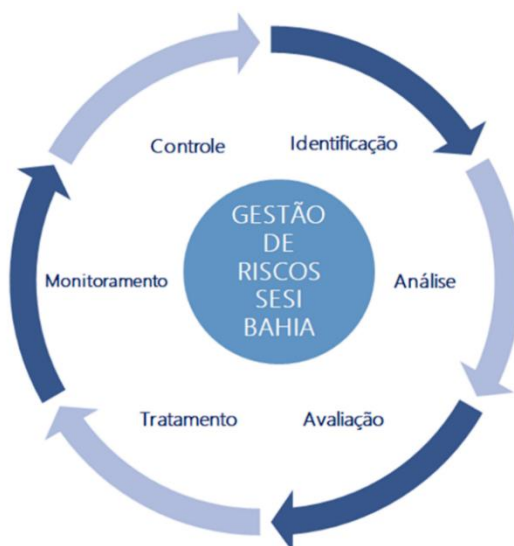 Controle
Identificação
GESTÃO
DE
RISCOS
SESI
BAHIA
Monitoramento
Análise
Tratamento
Avaliação